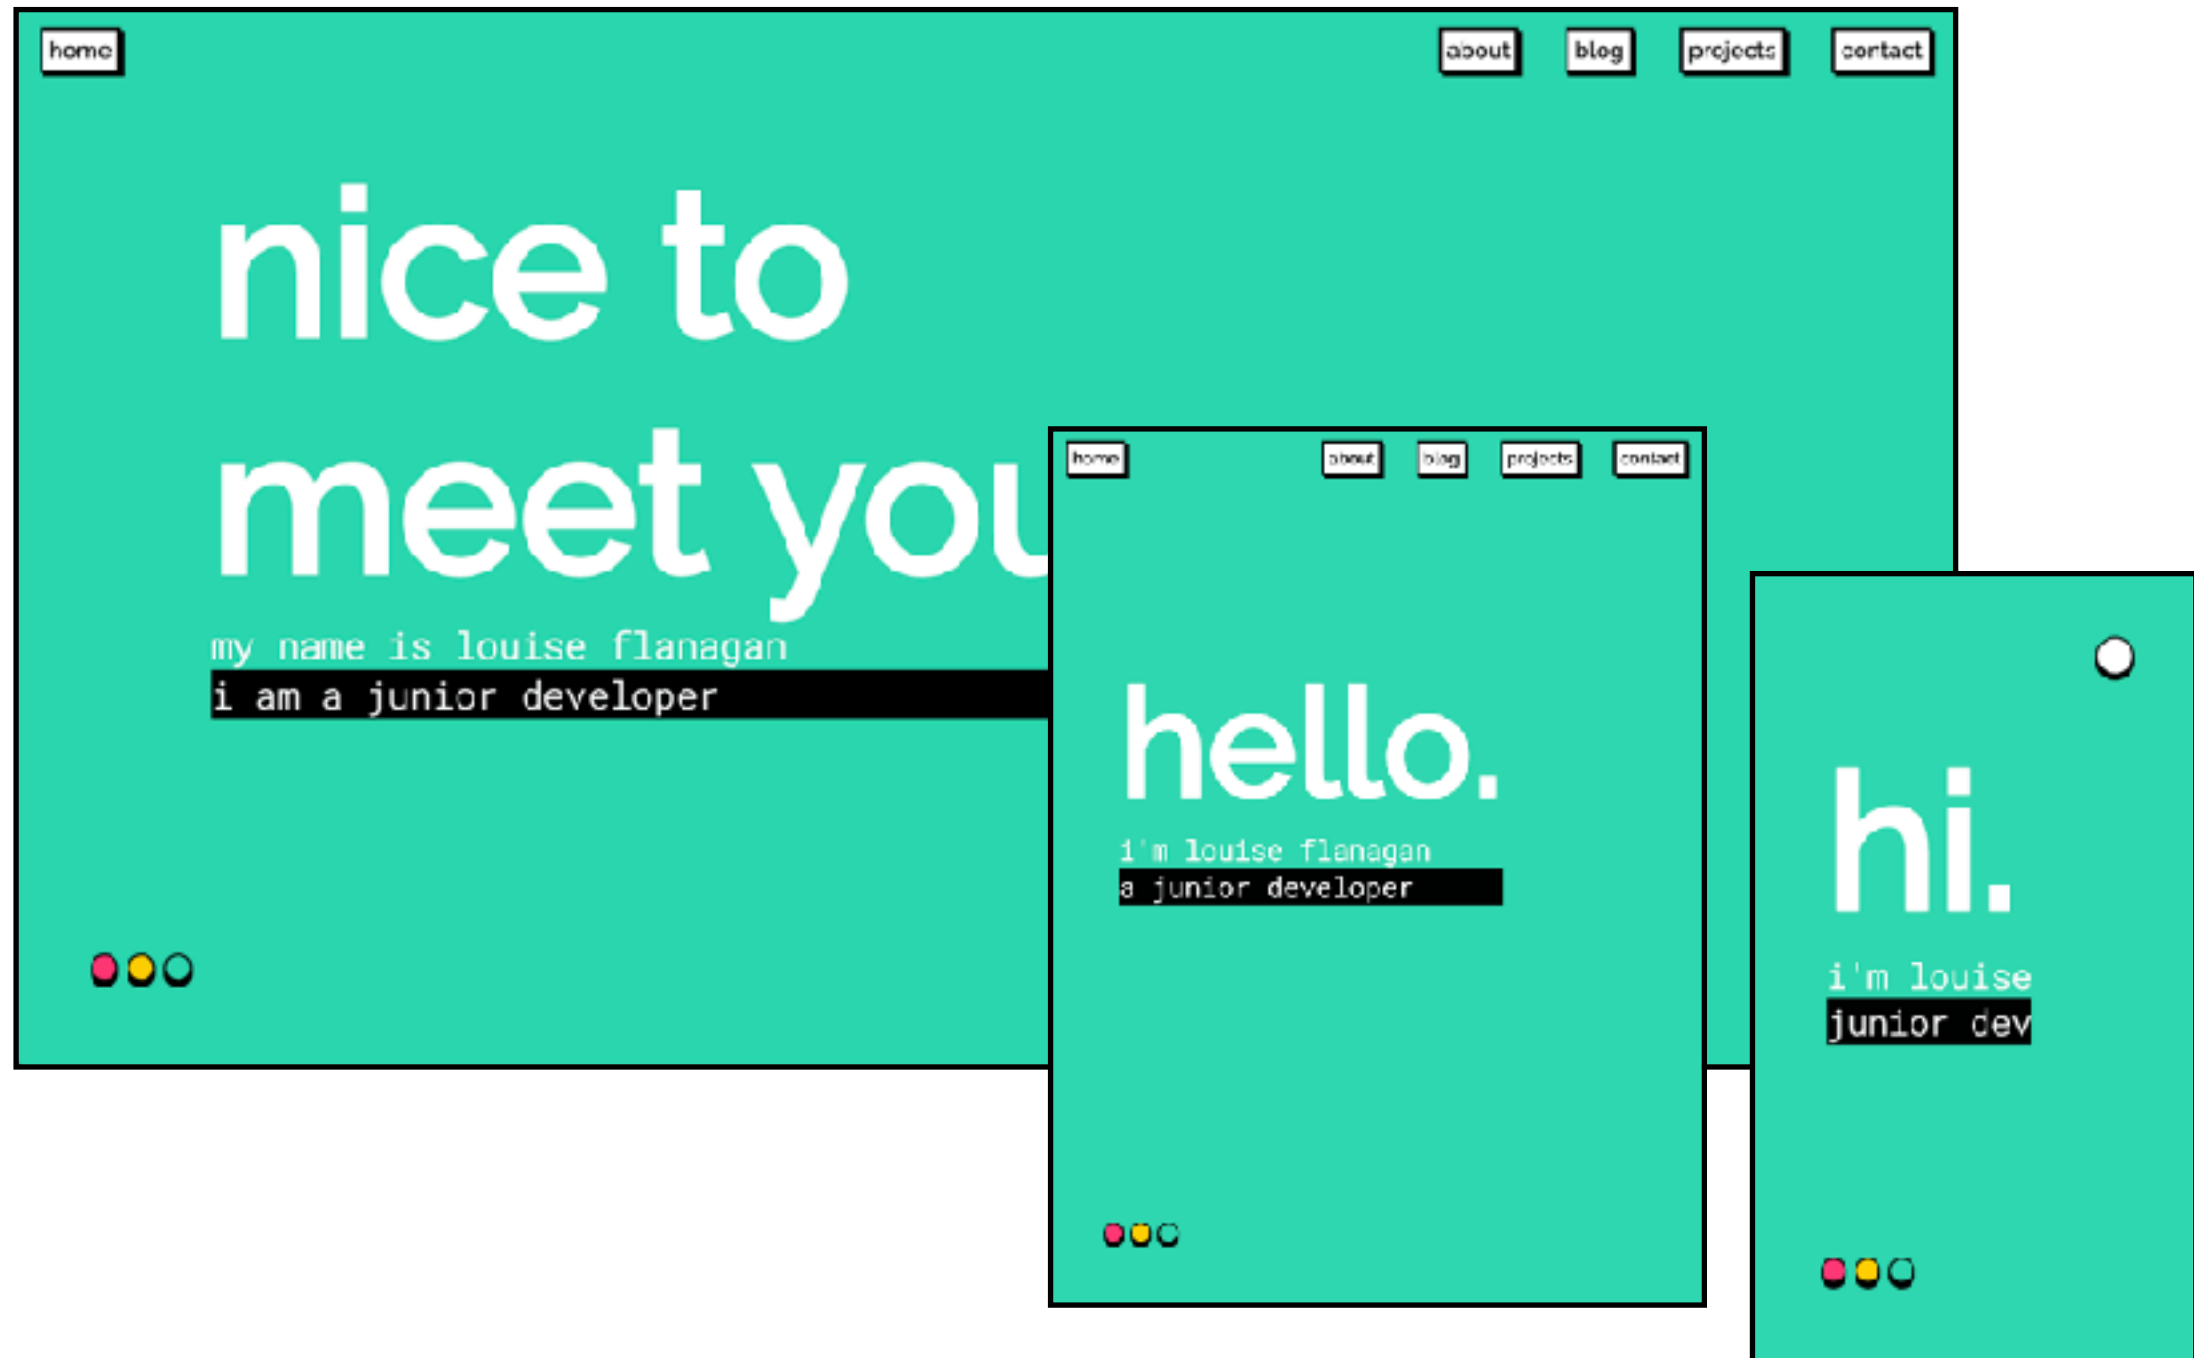 home about blog projects contact
nice to
meet you
my name is louise flanagan
i am a junior developer
home about blog projects contact
hello.
i'm louise flanagan
a junior developer
hi.
i'm louise
junior dev